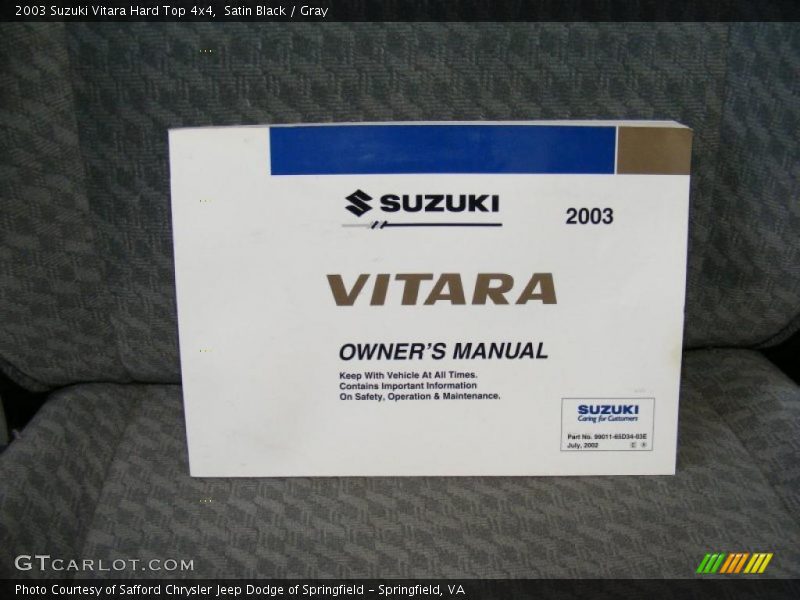 2003 Suzuki Vitara Hard Top 4x4, Satin Black / Gray
SUZUKI
2003
VITARA
OWNER'S MANUAL
Keep With Vehicle At All Times.
Contains Important Information
On Safety, Operation & Maintenance.
SUZUKI
Caring for Customers
Part No. 99011-65D34-03E
July, 2002
GTCARLOT.COM
Photo Courtesy of Safford Chrysler Jeep Dodge of Springfield - Springfield, VA